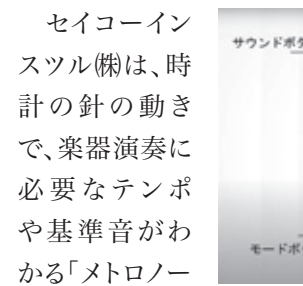 セイコーイン
スツル㈱は、時
計の針の動き
で、楽器演奏に
必要なテンポ
や基準音がわ
かる「メトロノー
サウンドボタ
モードボ